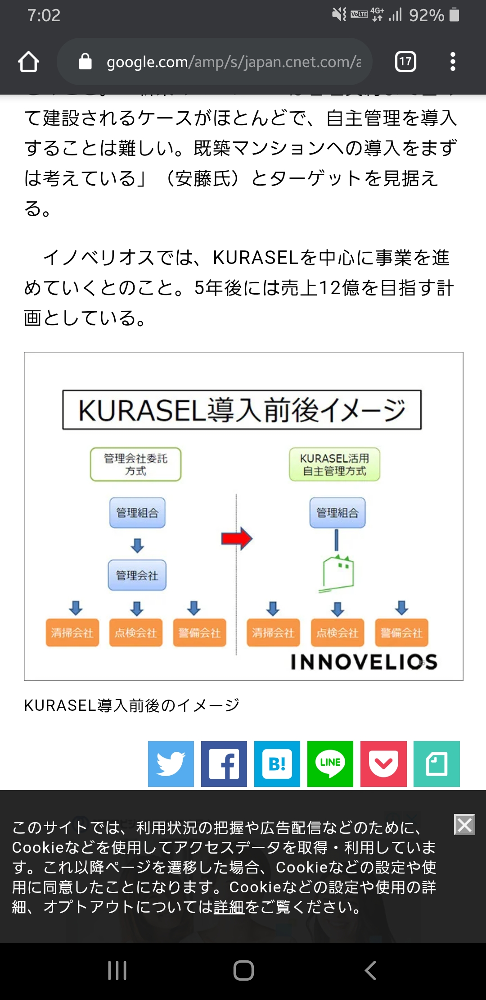 7:02
VoLTE 4G+ 92%
google.com/amp/s/japan.cnet.com/a
17
て建設されるケースがほとんどで、自主管理を導入
することは難しい。既築マンションへの導入をまず
は考えている」（安藤氏）とターゲットを見据え
る。
イノベリオスでは、KURASELを中心に事業を進
めていくとのこと。5年後には売上12億を目指す計
画としている。
KURASEL導入前後イメージ
管理会社委託
方式
管理組合
管理会社
清掃会社 点検会社 警備会社
KURASEL活用
自主管理方式
管理組合
清掃会社 点検会社 警備会社
INNOVELIOS
KURASEL導入前後のイメージ
B!
LINE
このサイトでは、利用状況の把握や広告配信などのために、
Cookieなどを使用してアクセスデータを取得・利用していま
す。これ以降ページを遷移した場合、Cookieなどの設定や使
用に同意したことになります。Cookieなどの設定や使用の詳
細、オプトアウトについては詳細をご覧ください。